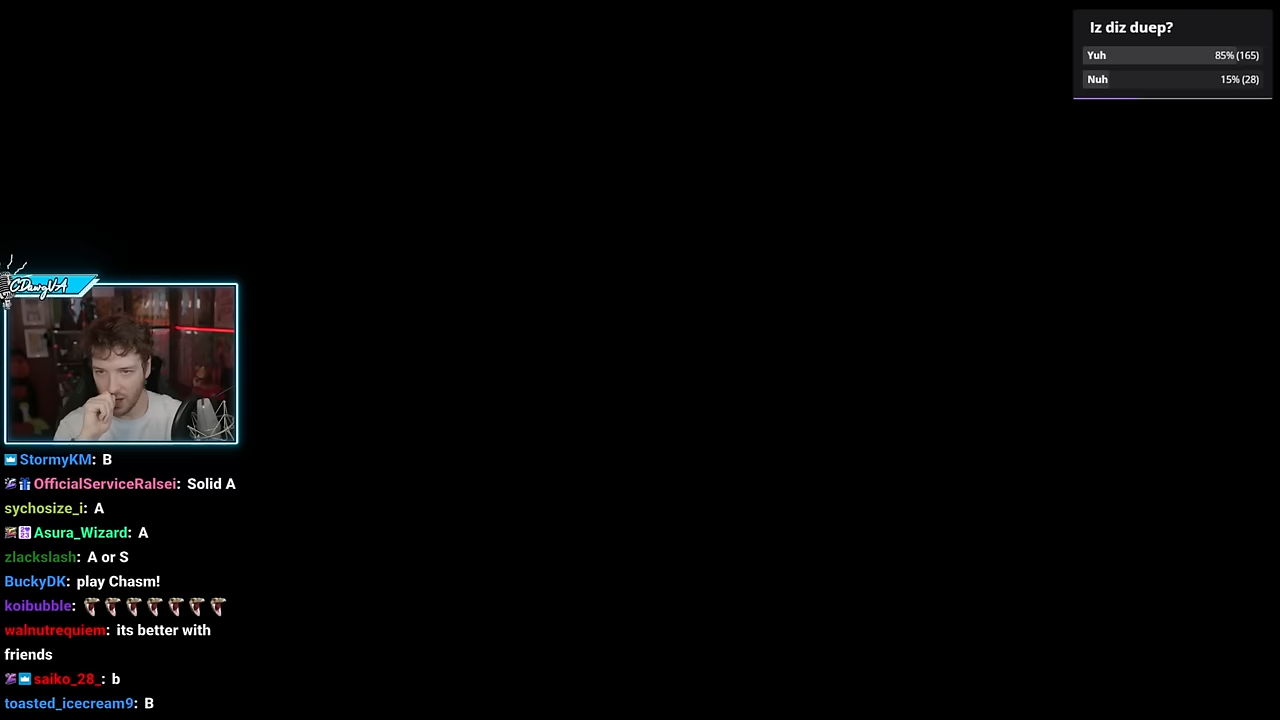 Iz diz duep?
Yuh 85% (165)
Nuh 15% (28)
CDawgVA
StormyKM: B
OfficialServiceRalsei: Solid A
sychosize_i: A
Asura_Wizard: A
zlackslash: A or S
BuckyDK: play Chasm!
koibubble:
walnutrequiem: its better with
friends
saiko_28_: b
toasted_icecream9: B